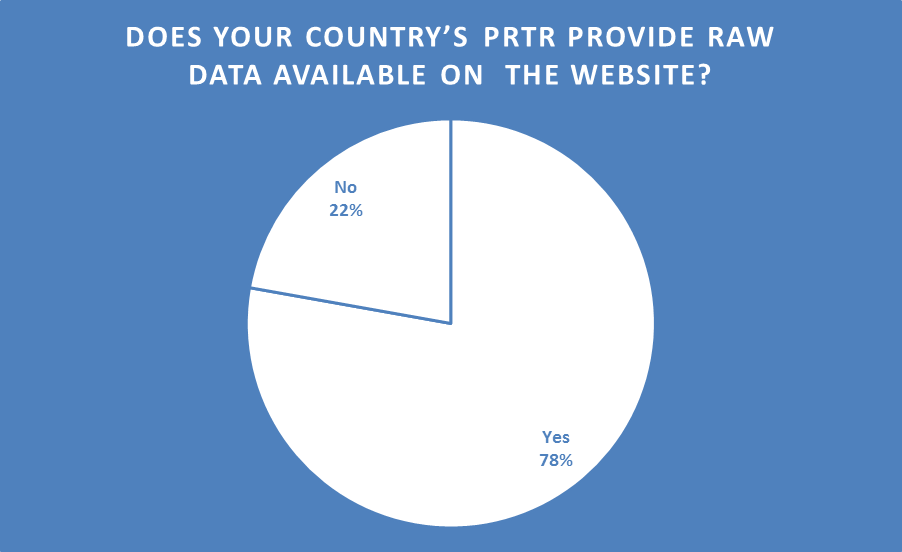 DOES YOUR COUNTRY’S PRTR PROVIDE RAW
DATA AVAILABLE ON THE WEBSITE?
No
22%
Yes
78%